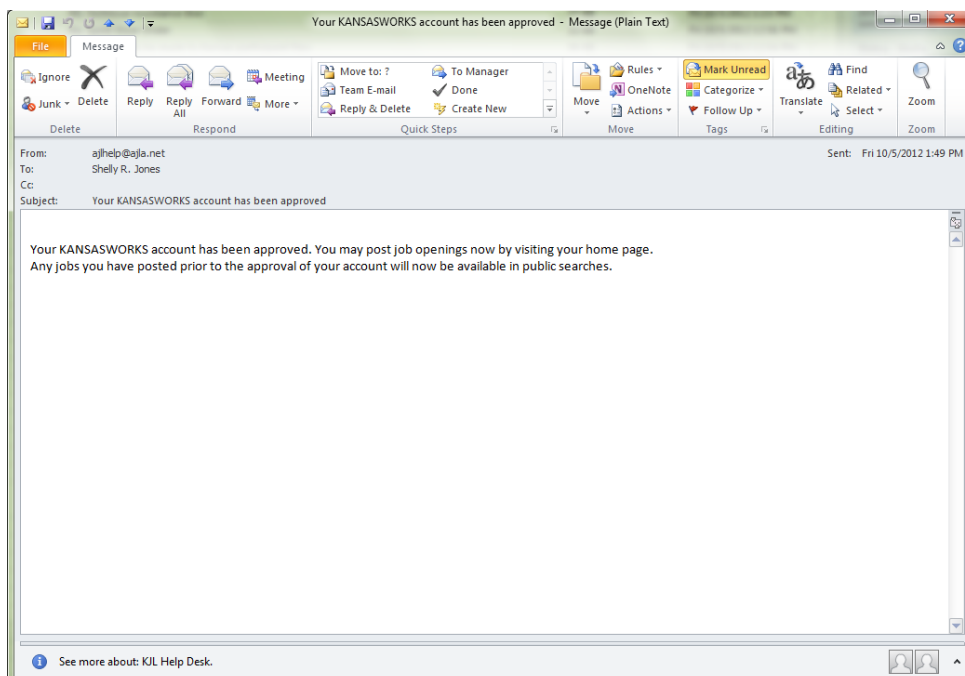 Your KANSASWORKS account has been approved - Message (Plain Text)
File Message
Ignore
Junk
Delete
Reply
Reply All
Forward
Meeting
More
Move to: ?
Team E-mail
Reply & Delete
To Manager
Done
Create New
Move
Rules
OneNote
Actions
Mark Unread
Categorize
Follow Up
Translate
Find
Related
Select
Zoom
Delete Respond Quick Steps Move Tags Editing Zoom
From: ajlhelp@ajla.net Sent: Fri 10/5/2012 1:49 PM
To: Shelly R. Jones
Cc:
Subject: Your KANSASWORKS account has been approved
Your KANSASWORKS account has been approved. You may post job openings now by visiting your home page.
Any jobs you have posted prior to the approval of your account will now be available in public searches.
See more about: KJL Help Desk.